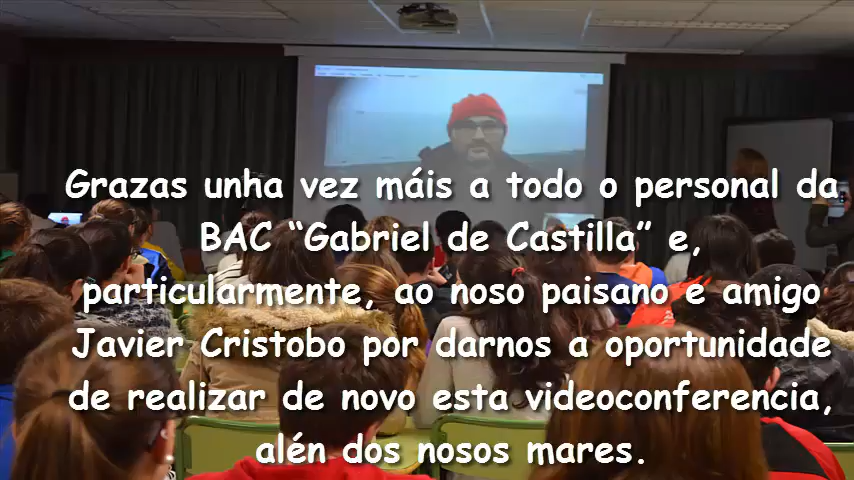 Grazas unha vez máis a todo o personal da
BAC “Gabriel de Castilla” e,
particularmente, ao noso paisano e amigo
Javier Cristobo por darnos a oportunidade
de realizar de novo esta videoconferencia,
alén dos nosos mares.